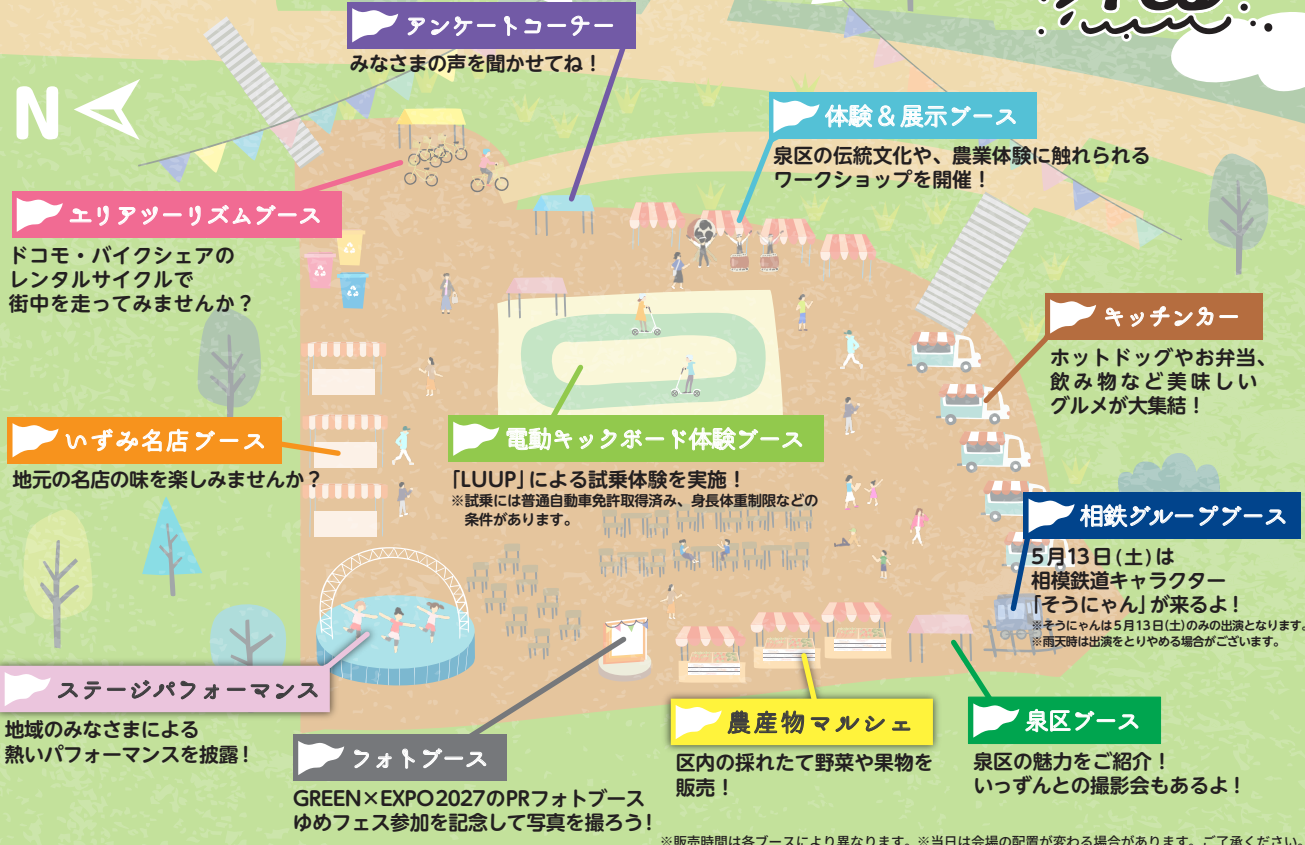 アンケートコーナー
みなさまの声を聞かせてね！
N
体験＆展示ブース
泉区の伝統文化や、農業体験に触れられる
ワークショップを開催！
エリアツーリズムブース
ドコモ・バイクシェアの
レンタルサイクルで
街中を走ってみませんか？
キッチンカー
ホットドッグやお弁当、
飲み物など美味しい
グルメが大集結！
いずみ名店ブース
地元の名店の味を楽しみませんか？
電動キックボード体験ブース
「LUUP」による試乗体験を実施！
※試乗には普通自動車免許取得済み、身長体重制限などの
条件があります。
相鉄グループブース
5月13日(土)は
相模鉄道キャラクター
「そうにゃん」が来るよ！
※そうにゃんは5月13日(土)のみの出演となります。
※雨天時は出演をとりやめる場合がございます。
ステージパフォーマンス
地域のみなさまによる
熱いパフォーマンスを披露！
フォトブース
GREEN×EXPO2027のPRフォトブース
ゆめフェス参加を記念して写真を撮ろう！
農産物マルシェ
区内の採れたて野菜や果物を
販売！
泉区ブース
泉区の魅力をご紹介！
いっずんとの撮影会もあるよ！
※販売時間は各ブースにより異なります。※当日は会場の配置が変わる場合があります。ご了承ください。